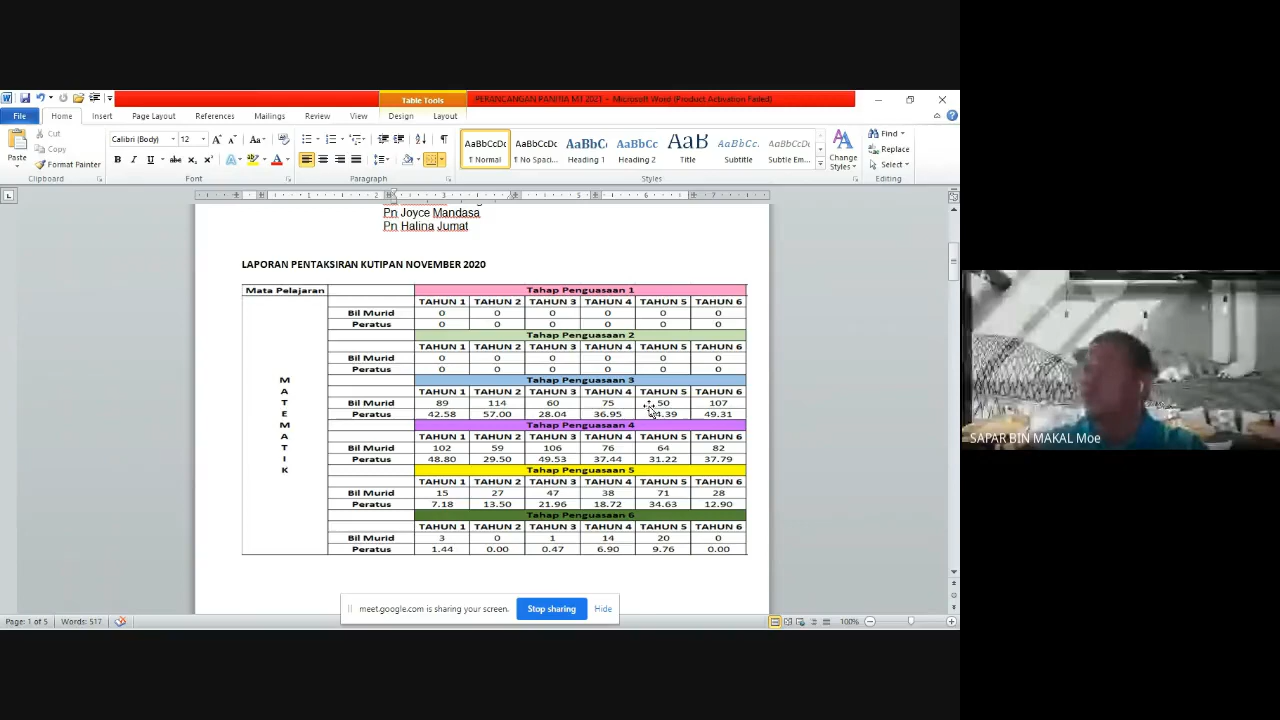 PERANCANGAN PANITIA MT 2021 - Microsoft Word (Product Activation Failed)
Table Tools
File Home Insert Page Layout References Mailings Review View Design Layout
Cut
Copy
Format Painter
Paste
Clipboard
Calibri (Body) 12
Font
Paragraph
AaBbCcDc AaBbCcDc AaBbC AaBbCc AaB AaBbCc. AaBbCcDc
¶ Normal ¶ No Spac... Heading 1 Heading 2 Title Subtitle Subtle Em...
Styles
Change Styles
Find
Replace
Select
Editing
Pn Joyce Mandasa
Pn Halina Jumat
LAPORAN PENTAKSIRAN KUTIPAN NOVEMBER 2020
Mata Pelajaran Tahap Penguasaan 1
TAHUN 1 TAHUN 2 TAHUN 3 TAHUN 4 TAHUN 5 TAHUN 6
Bil Murid 0 0 0 0 0 0
Peratus 0 0 0 0 0 0
Tahap Penguasaan 2
TAHUN 1 TAHUN 2 TAHUN 3 TAHUN 4 TAHUN 5 TAHUN 6
Bil Murid 0 0 0 0 0 0
Peratus 0 0 0 0 0 0
MATEMATIK
Tahap Penguasaan 3
TAHUN 1 TAHUN 2 TAHUN 3 TAHUN 4 TAHUN 5 TAHUN 6
Bil Murid 89 114 60 75 50 107
Peratus 42.58 57.00 28.04 36.95 49.31
Tahap Penguasaan 4
TAHUN 1 TAHUN 2 TAHUN 3 TAHUN 4 TAHUN 5 TAHUN 6
Bil Murid 102 59 106 76 64 82
Peratus 48.80 29.50 49.53 37.44 31.22 37.79
Tahap Penguasaan 5
TAHUN 1 TAHUN 2 TAHUN 3 TAHUN 4 TAHUN 5 TAHUN 6
Bil Murid 15 27 47 38 71 28
Peratus 7.18 13.50 21.96 18.72 34.63 12.90
Tahap Penguasaan 6
TAHUN 1 TAHUN 2 TAHUN 3 TAHUN 4 TAHUN 5 TAHUN 6
Bil Murid 3 0 1 14 20 0
Peratus 1.44 0.00 0.47 6.90 9.76 0.00
meet.google.com is sharing your screen. Stop sharing Hide
Page: 1 of 5 Words: 517 100%
SAPAR BIN MAKAL Moe